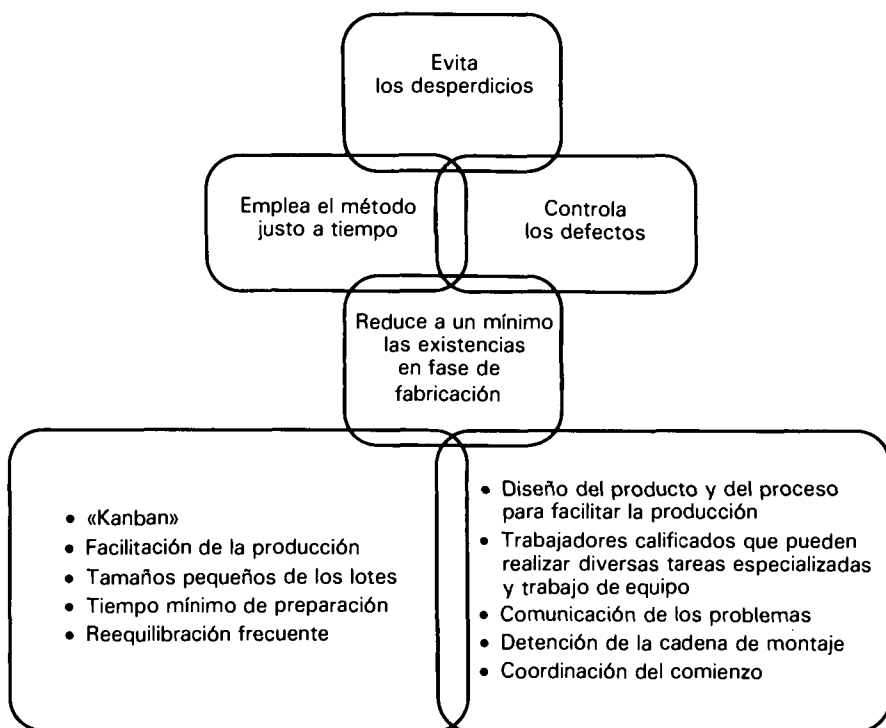 Evita
los desperdicios
Emplea el método
justo a tiempo
Controla
los defectos
Reduce a un mínimo
las existencias
en fase de
fabricación
• «Kanban»
• Facilitación de la producción
• Tamaños pequeños de los lotes
• Tiempo mínimo de preparación
• Reequilibración frecuente
• Diseño del producto y del proceso
para facilitar la producción
• Trabajadores calificados que pueden
realizar diversas tareas especializadas
y trabajo de equipo
• Comunicación de los problemas
• Detención de la cadena de montaje
• Coordinación del comienzo